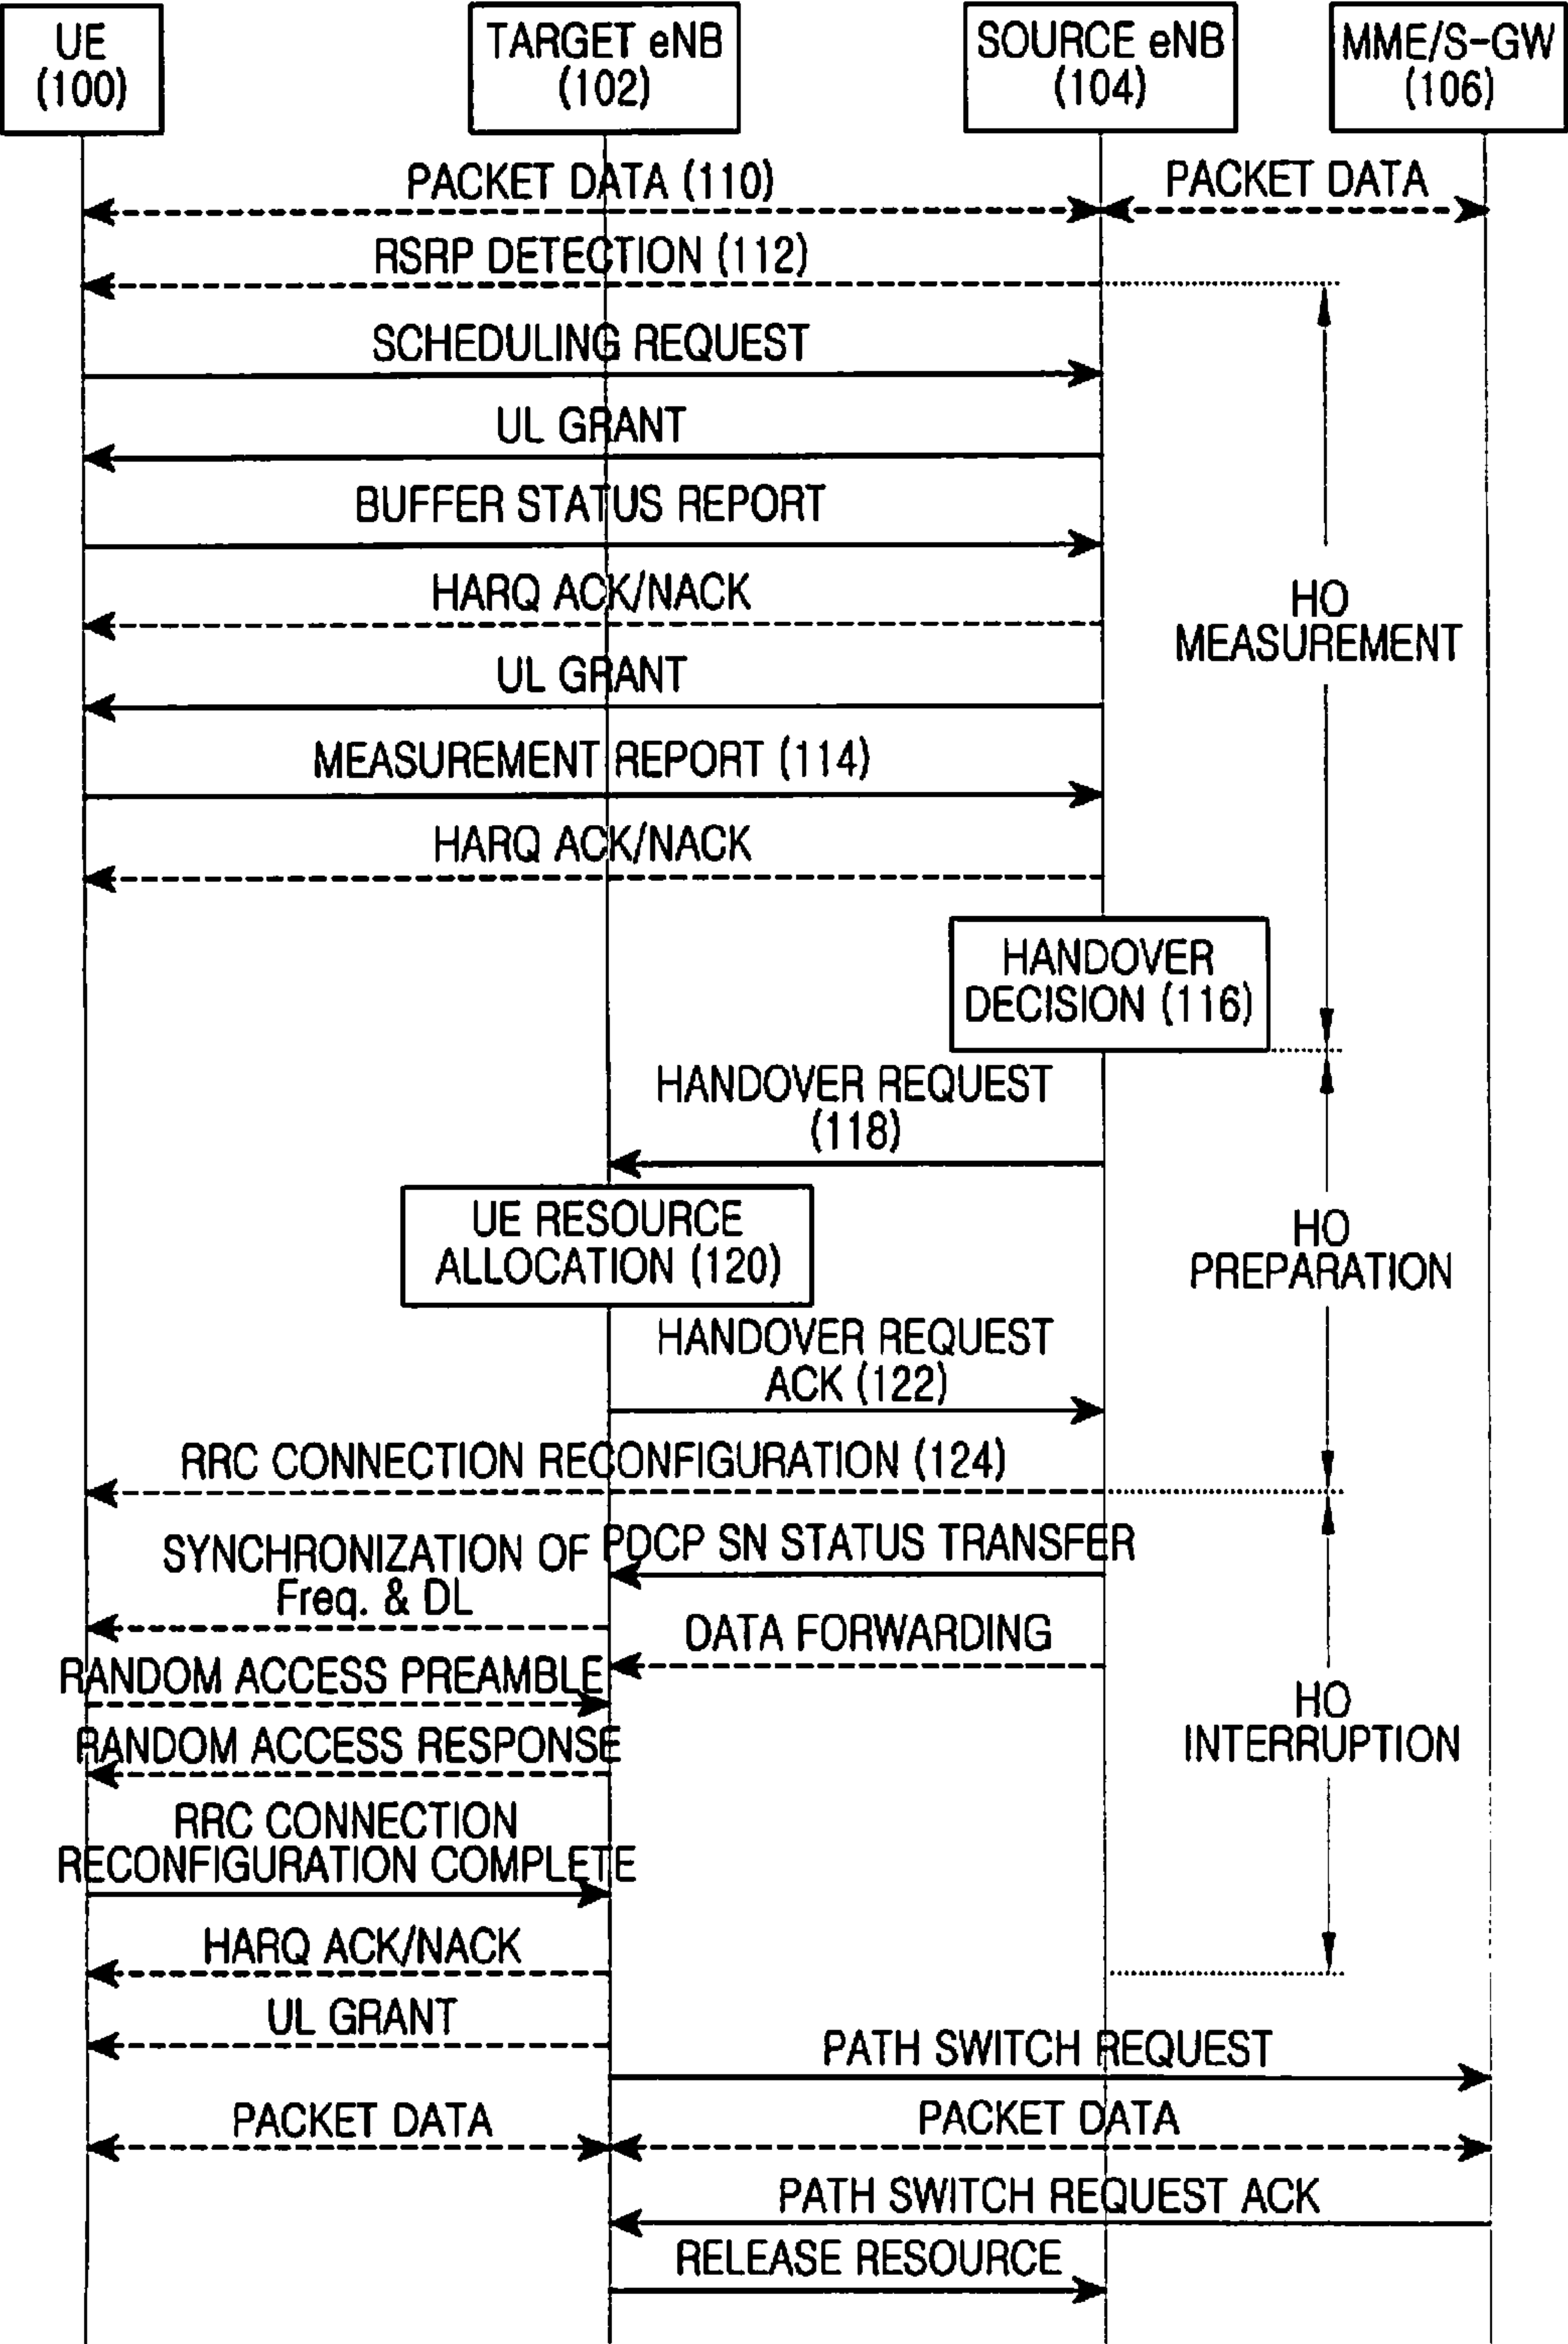 UE
(100)
TARGET eNB
(102)
SOURCE eNB
(104)
MME/S-GW
(106)
PACKET DATA (110)
PACKET DATA
RSRP DETECTION (112)
SCHEDULING REQUEST
UL GRANT
BUFFER STATUS REPORT
HARQ ACK/NACK
HO
MEASUREMENT
UL GRANT
MEASUREMENT REPORT (114)
HARQ ACK/NACK
HANDOVER
DECISION (116)
HANDOVER REQUEST
(118)
UE RESOURCE
ALLOCATION (120)
HO
PREPARATION
HANDOVER REQUEST
ACK (122)
RRC CONNECTION RECONFIGURATION (124)
PDCP SN STATUS TRANSFER
SYNCHRONIZATION OF
Freq. & DL
DATA FORWARDING
RANDOM ACCESS PREAMBLE
HO
INTERRUPTION
RANDOM ACCESS RESPONSE
RRC CONNECTION
RECONFIGURATION COMPLETE
HARQ ACK/NACK
UL GRANT
PATH SWITCH REQUEST
PACKET DATA
PACKET DATA
PATH SWITCH REQUEST ACK
RELEASE RESOURCE